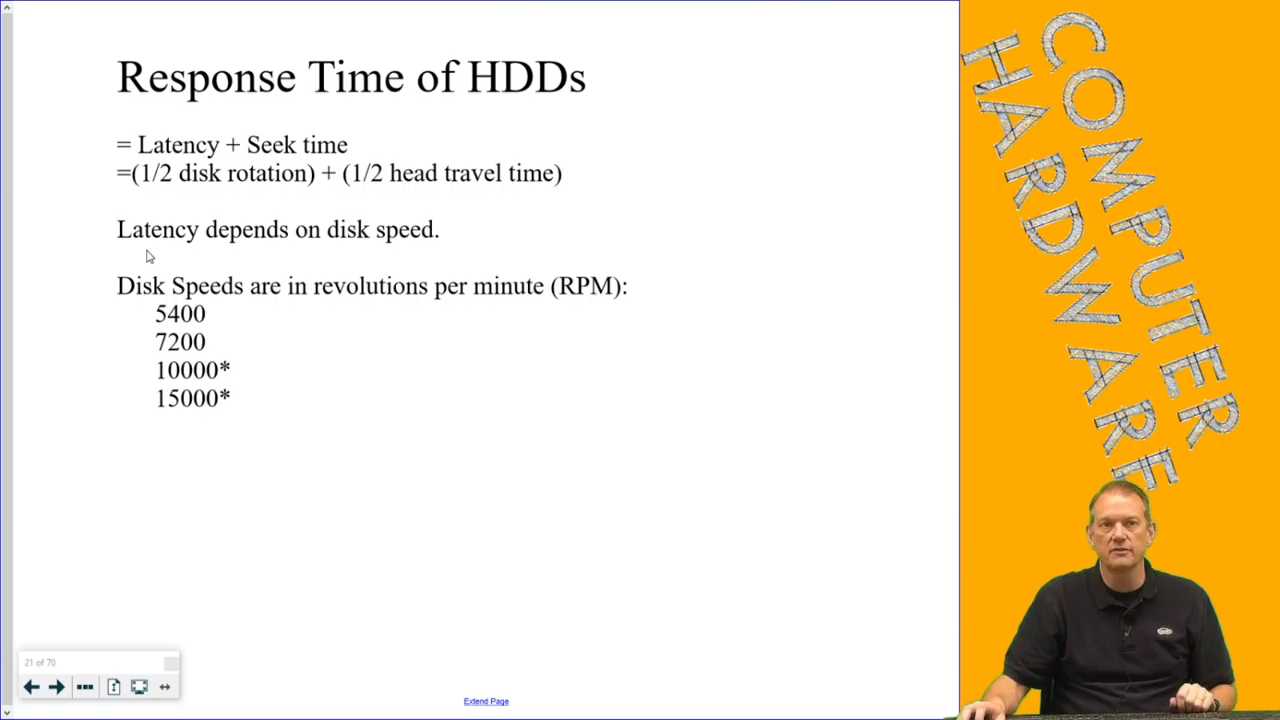 Response Time of HDDs
= Latency + Seek time
=(1/2 disk rotation) + (1/2 head travel time)
Latency depends on disk speed.
Disk Speeds are in revolutions per minute (RPM):
5400
7200
10000*
15000*
21 of 70
Extend Page
COMPUTER
HARDWARE